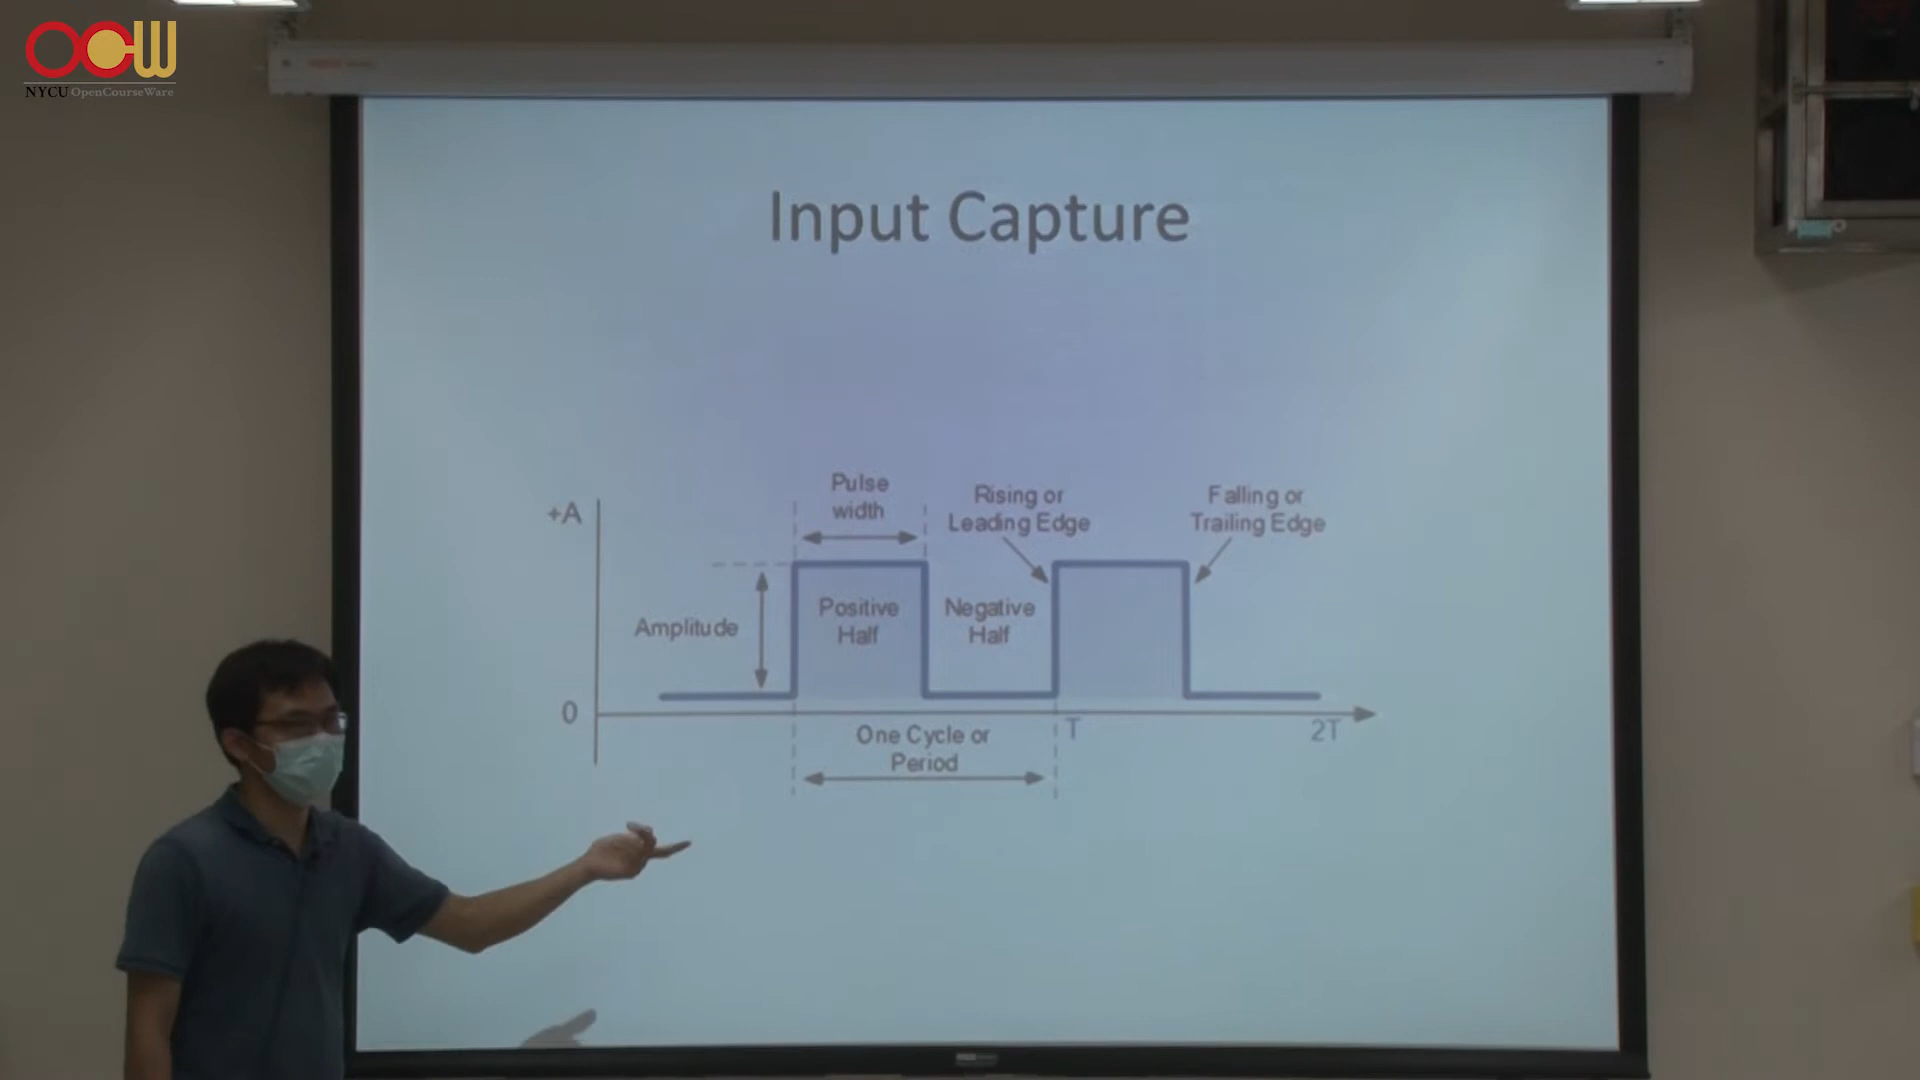 OCW
NYCU OpenCourseWare
Input Capture
Pulse
width
Rising or
Leading Edge
Falling or
Trailing Edge
+A
Amplitude
Positive
Half
Negative
Half
0
T
2T
One Cycle or
Period